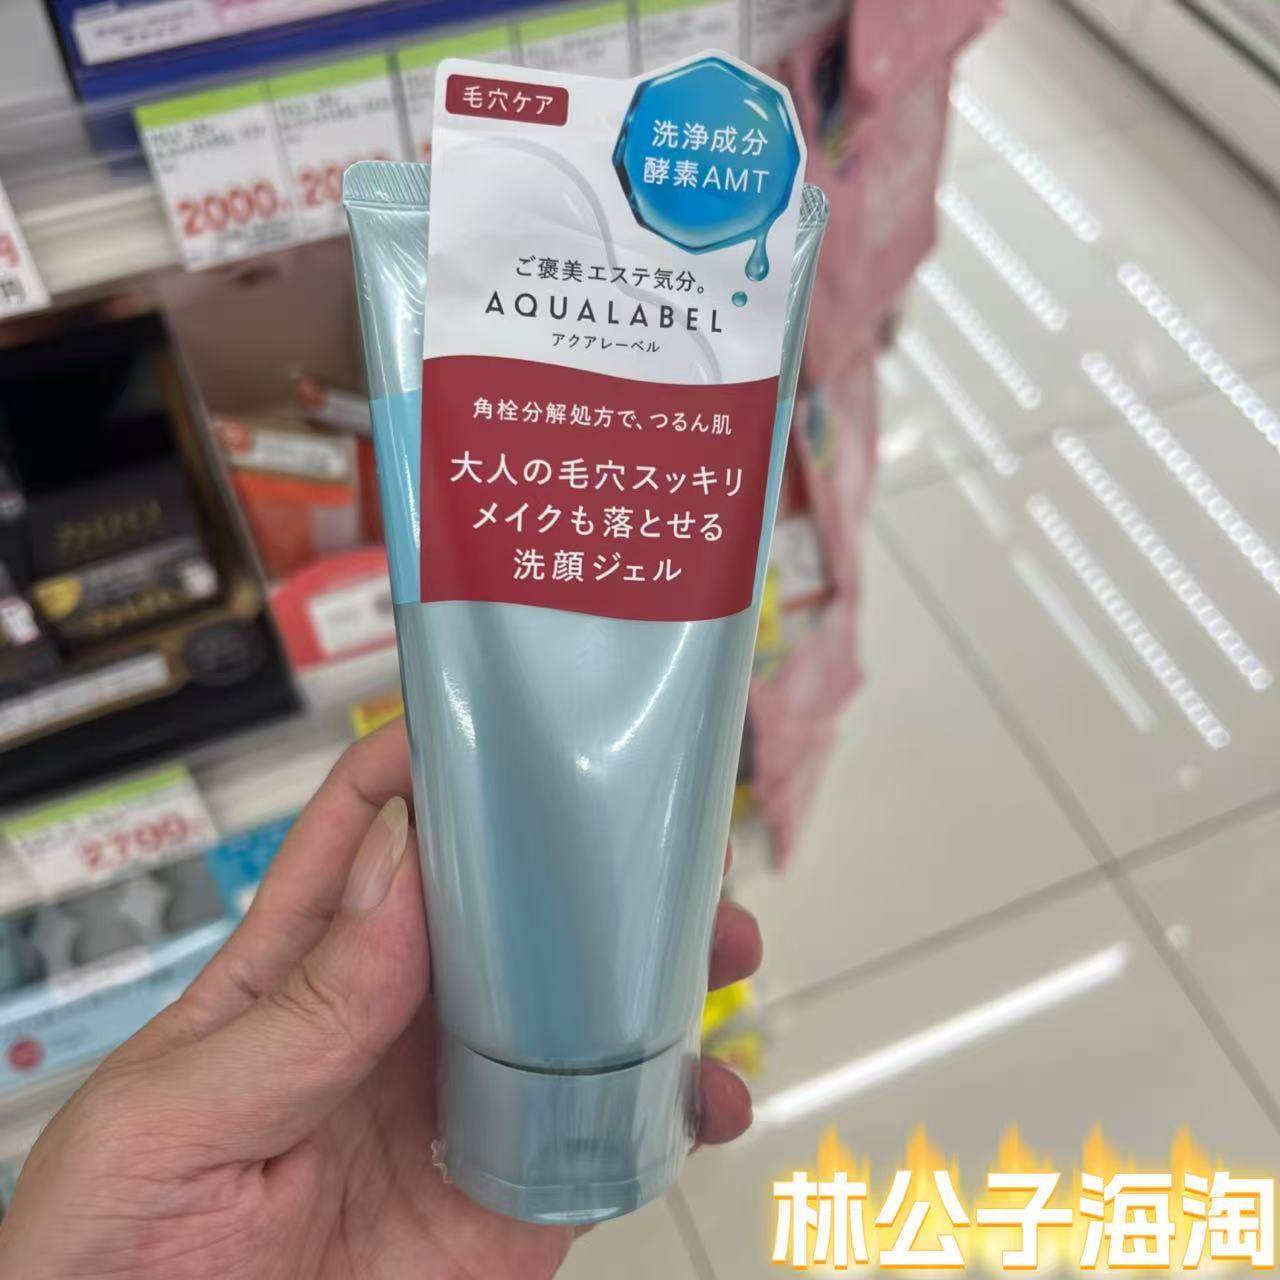 毛穴ケア
洗浄成分
酵素AMT
ご褒美エステ気分。
AQUALABEL
アクアレーベル
角栓分解処方で、つるん肌
大人の毛穴スッキリ
メイクも落とせる
洗顔ジェル
2000
2799
林公子海淘